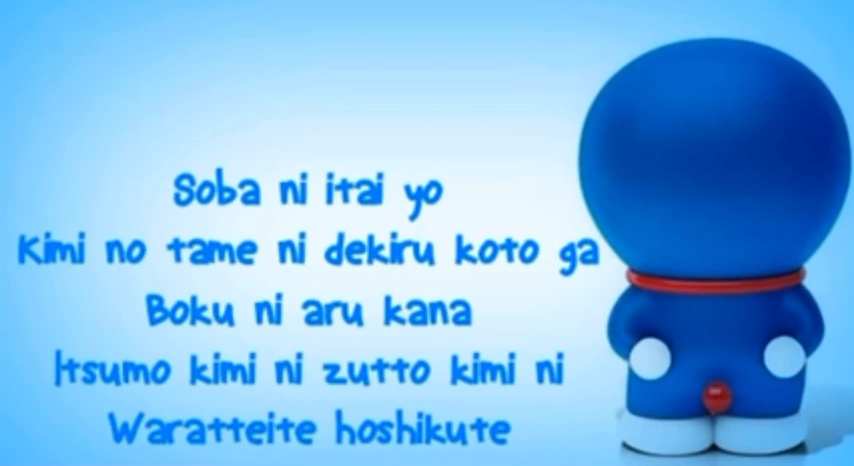 Soba ni itai yo
Kimi no tame ni dekiru koto ga
Boku ni aru kana
Itsumo kimi ni zutto kimi ni
Waratteite hoshikute